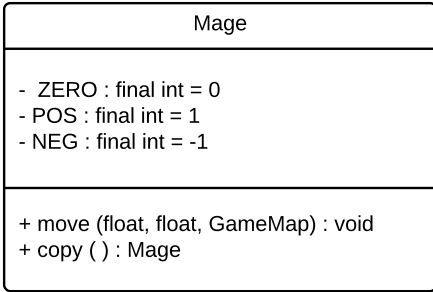 Mage
- ZERO : final int = 0
- POS : final int = 1
- NEG : final int = -1
+ move (float, float, GameMap) : void
+ copy ( ) : Mage